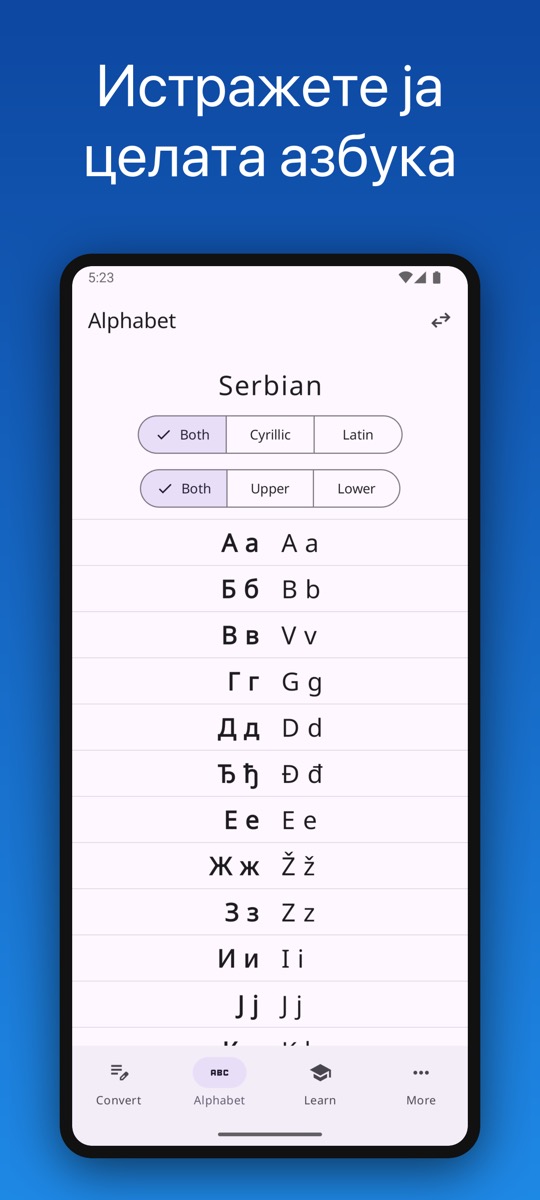 Истражете ја
целата азбука
5:23
Alphabet
Serbian
Both Cyrillic Latin
Both Upper Lower
А а A a
Б б B b
В в V v
Г г G g
Д д D d
Ђ ђ Đ đ
Е е E e
Ж ж Ž ž
З з Z z
И и I i
Ј ј J j
ABC
Convert Alphabet Learn More